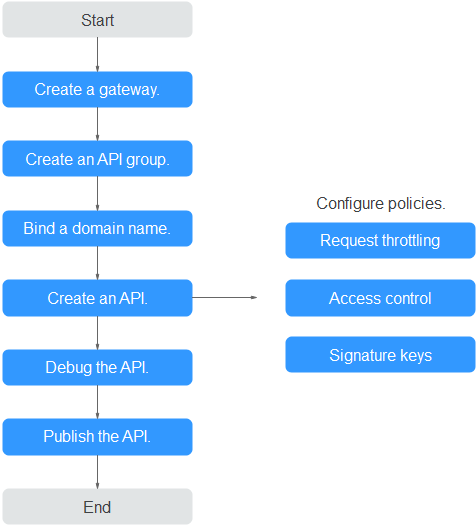 Start
Create a gateway.
Create an API group.
Bind a domain name.
Create an API.
Debug the API.
Publish the API.
End
Configure policies.
Request throttling
Access control
Signature keys